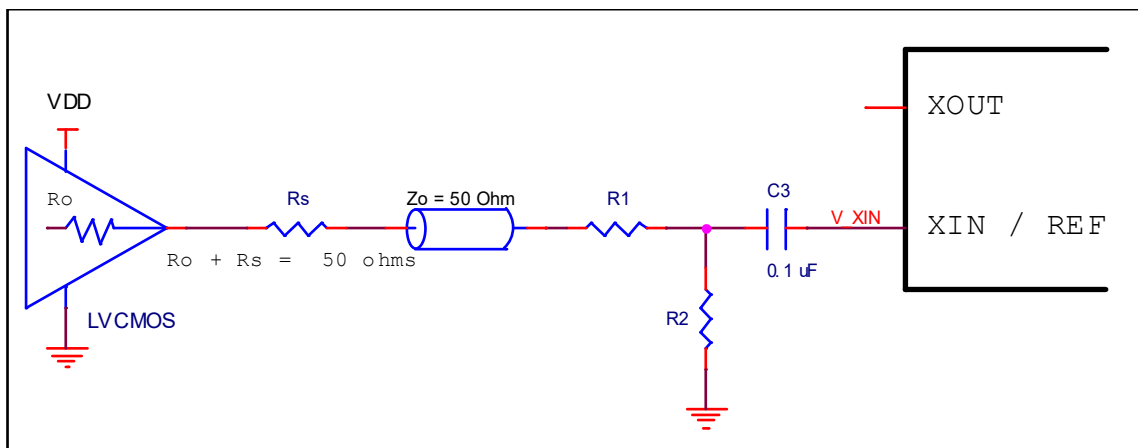 VDD
Ro
Rs
Zo = 50 Ohm
R1
C3
V_XIN
XOUT
XIN / REF
Ro + Rs = 50 ohms
0.1 uF
R2
LVCMOS